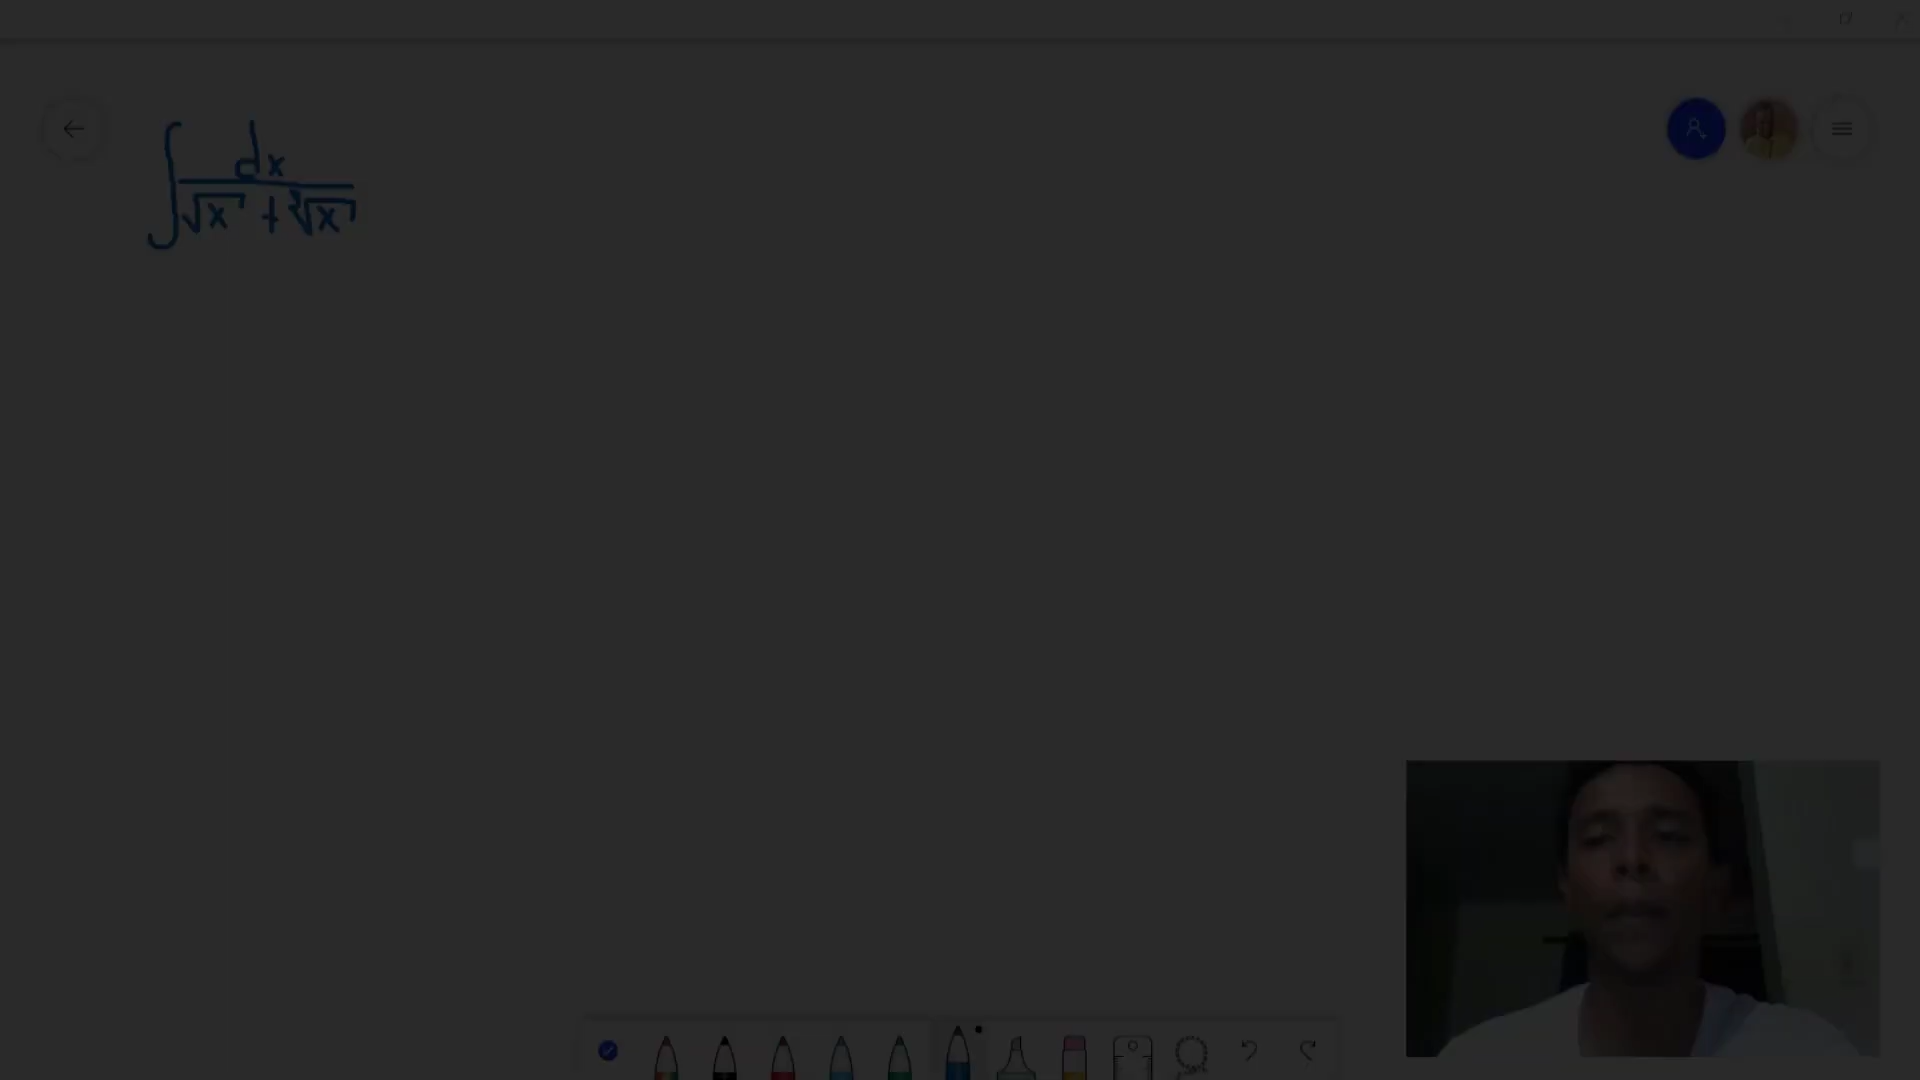 ∫ dx / (√x + ∛x)